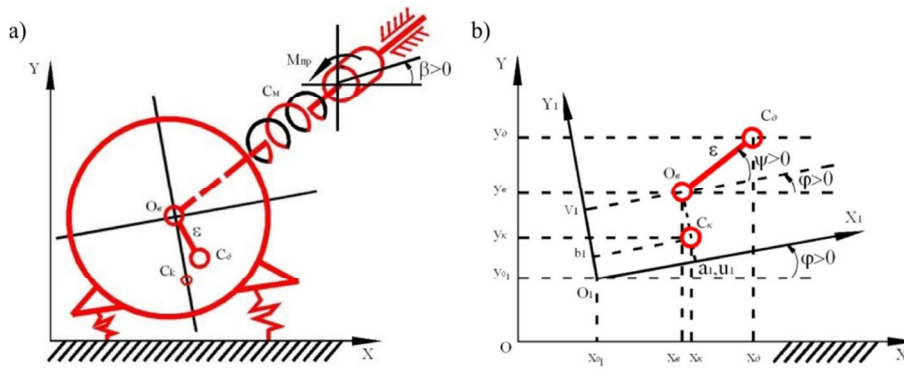 a)
Y
Mпр
β>0
Cм
Oв
ε
Cд
Ck
X
b)
Y
Y1
yд
Cд
ε
ψ>0
Oв
yв
φ>0
V1
Cк
X1
yк
b1
a1,u1
φ>0
yo1
O1
O
xo1
xв
xк
xд
X